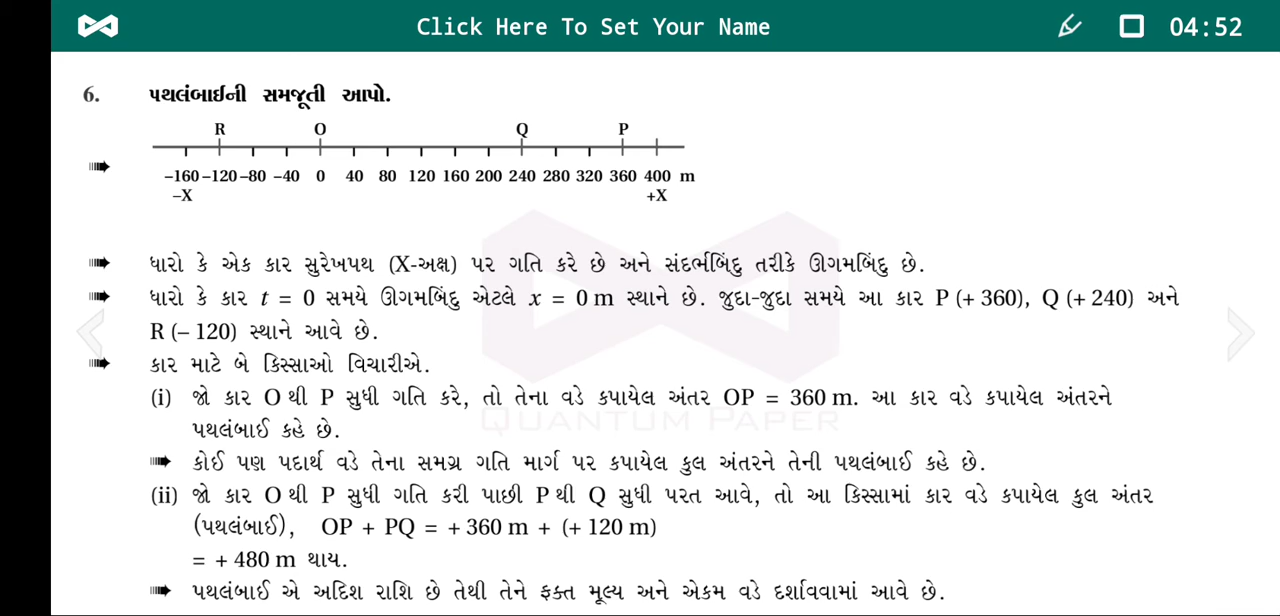 Click Here To Set Your Name 04:52
6. પથલંબાઈની સમજૂતી આપો.
R O Q P
–160 –120 –80 –40 0 40 80 120 160 200 240 280 320 360 400 m
–X +X
ધારો કે એક કાર સુરેખપથ (X-અક્ષ) પર ગતિ કરે છે અને સંદર્ભબિંદુ તરીકે ઊગમબિંદુ છે.
ધારો કે કાર t = 0 સમયે ઊગમબિંદુ એટલે x = 0 m સ્થાને છે. જુદા-જુદા સમયે આ કાર P (+ 360), Q (+ 240) અને
R (– 120) સ્થાને આવે છે.
કાર માટે બે કિસ્સાઓ વિચારીએ.
(i) જો કાર O થી P સુધી ગતિ કરે, તો તેના વડે કપાયેલ અંતર OP = 360 m. આ કાર વડે કપાયેલ અંતરને
પથલંબાઈ કહે છે.
QUANTUM PAPER
કોઈ પણ પદાર્થ વડે તેના સમગ્ર ગતિ માર્ગ પર કપાયેલ કુલ અંતરને તેની પથલંબાઈ કહે છે.
(ii) જો કાર O થી P સુધી ગતિ કરી પાછી P થી Q સુધી પરત આવે, તો આ કિસ્સામાં કાર વડે કપાયેલ કુલ અંતર
(પથલંબાઈ), OP + PQ = + 360 m + (+ 120 m)
= + 480 m થાય.
પથલંબાઈ એ અદિશ રાશિ છે તેથી તેને ફક્ત મૂલ્ય અને એકમ વડે દર્શાવવામાં આવે છે.